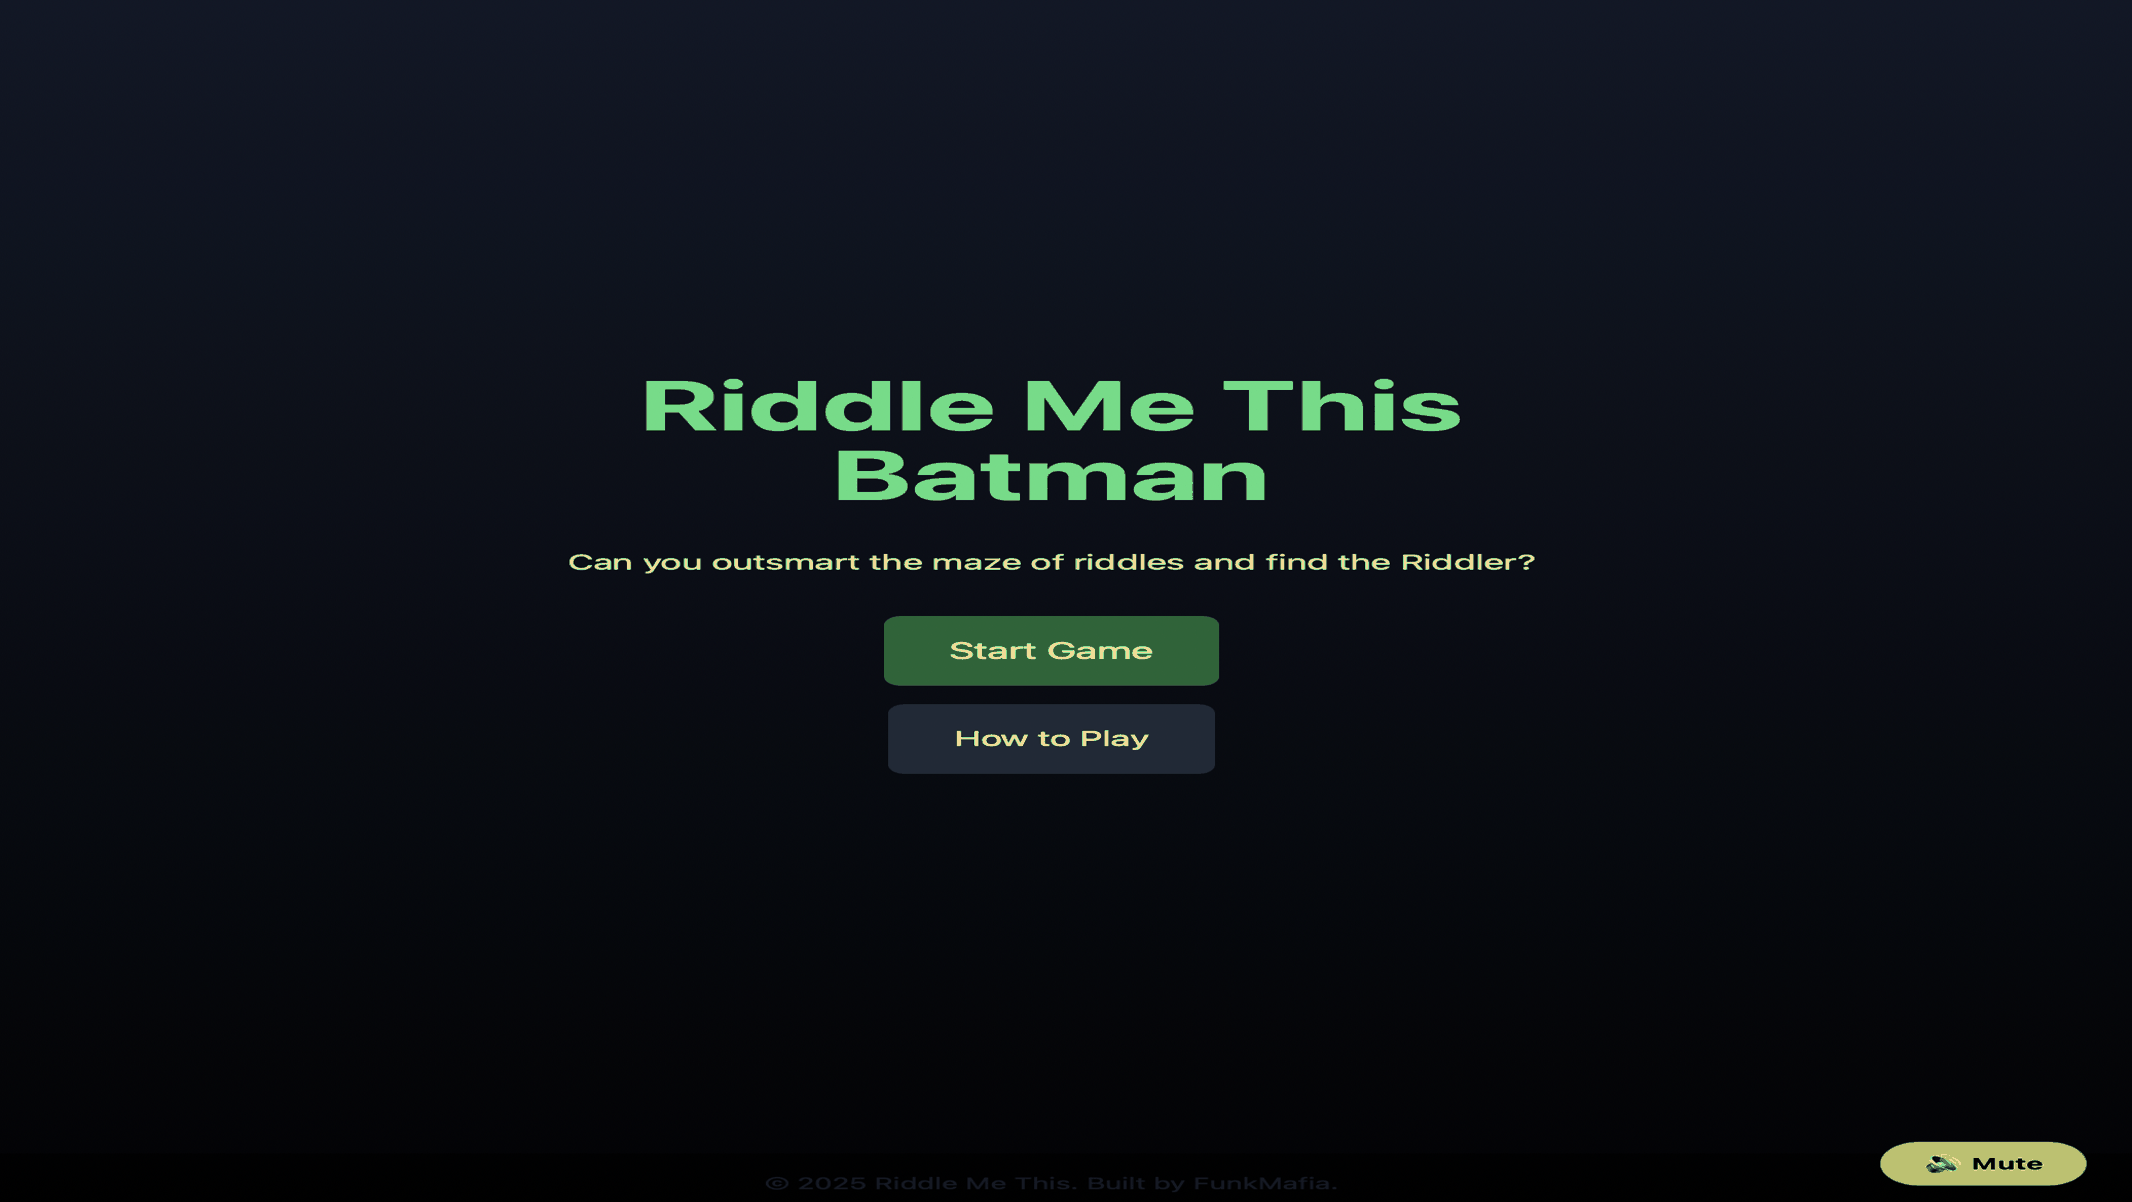 Riddle Me This
Batman
Can you outsmart the maze of riddles and find the Riddler?
Start Game
How to Play
Mute
© 2025 Riddle Me This. Built by FunkMafia.